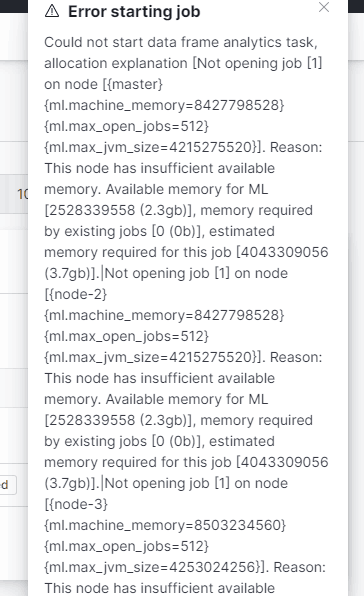 Error starting job
Could not start data frame analytics task,
allocation explanation [Not opening job [1]
on node [{master}
{ml.machine_memory=8427798528}
{ml.max_open_jobs=512}
{ml.max_jvm_size=4215275520}]. Reason:
This node has insufficient available
memory. Available memory for ML
[2528339558 (2.3gb)], memory required
by existing jobs [0 (0b)], estimated
memory required for this job [4043309056
(3.7gb)].|Not opening job [1] on node
[{node-2}
{ml.machine_memory=8427798528}
{ml.max_open_jobs=512}
{ml.max_jvm_size=4215275520}]. Reason:
This node has insufficient available
memory. Available memory for ML
[2528339558 (2.3gb)], memory required
by existing jobs [0 (0b)], estimated
memory required for this job [4043309056
(3.7gb)].|Not opening job [1] on node
[{node-3}
{ml.machine_memory=8503234560}
{ml.max_open_jobs=512}
{ml.max_jvm_size=4253024256}]. Reason:
This node has insufficient available
10
d